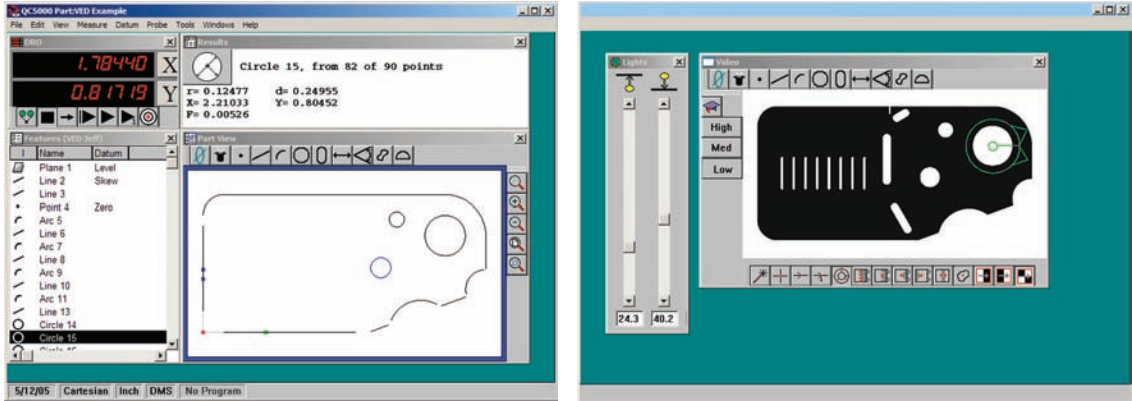 QC5000 Part:VED Example
File Edit View Measure Datum Probe Tools Windows Help
DRO
1.78440 X
0.81719 Y
Results
Circle 15, from 82 of 90 points
r= 0.12477 d= 0.24955
X= 2.21033 Y= 0.80452
F= 0.00526
Features (VED Jeff)
Name Datum
Plane 1 Level
Line 2 Skew
Line 3
Point 4 Zero
Arc 5
Line 6
Arc 7
Line 8
Arc 9
Line 10
Arc 11
Line 13
Circle 14
Circle 15
Part View
5/12/05 Cartesian Inch DMS No Program
Lights
24.3 40.2
Video
High
Med
Low